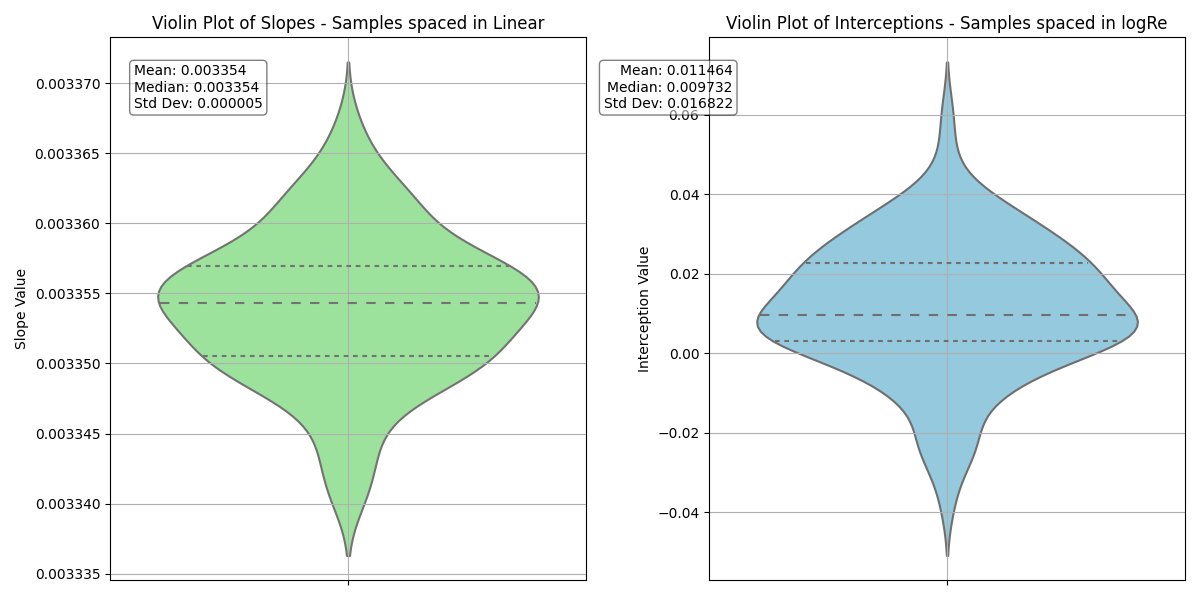 Violin Plot of Slopes - Samples spaced in Linear
Mean: 0.003354
Median: 0.003354
Std Dev: 0.000005
0.003370
0.003365
0.003360
0.003355
0.003350
0.003345
0.003340
0.003335
Slope Value
Violin Plot of Interceptions - Samples spaced in logRe
Mean: 0.011464
Median: 0.009732
Std Dev: 0.016822
0.06
0.04
0.02
0.00
−0.02
−0.04
Interception Value